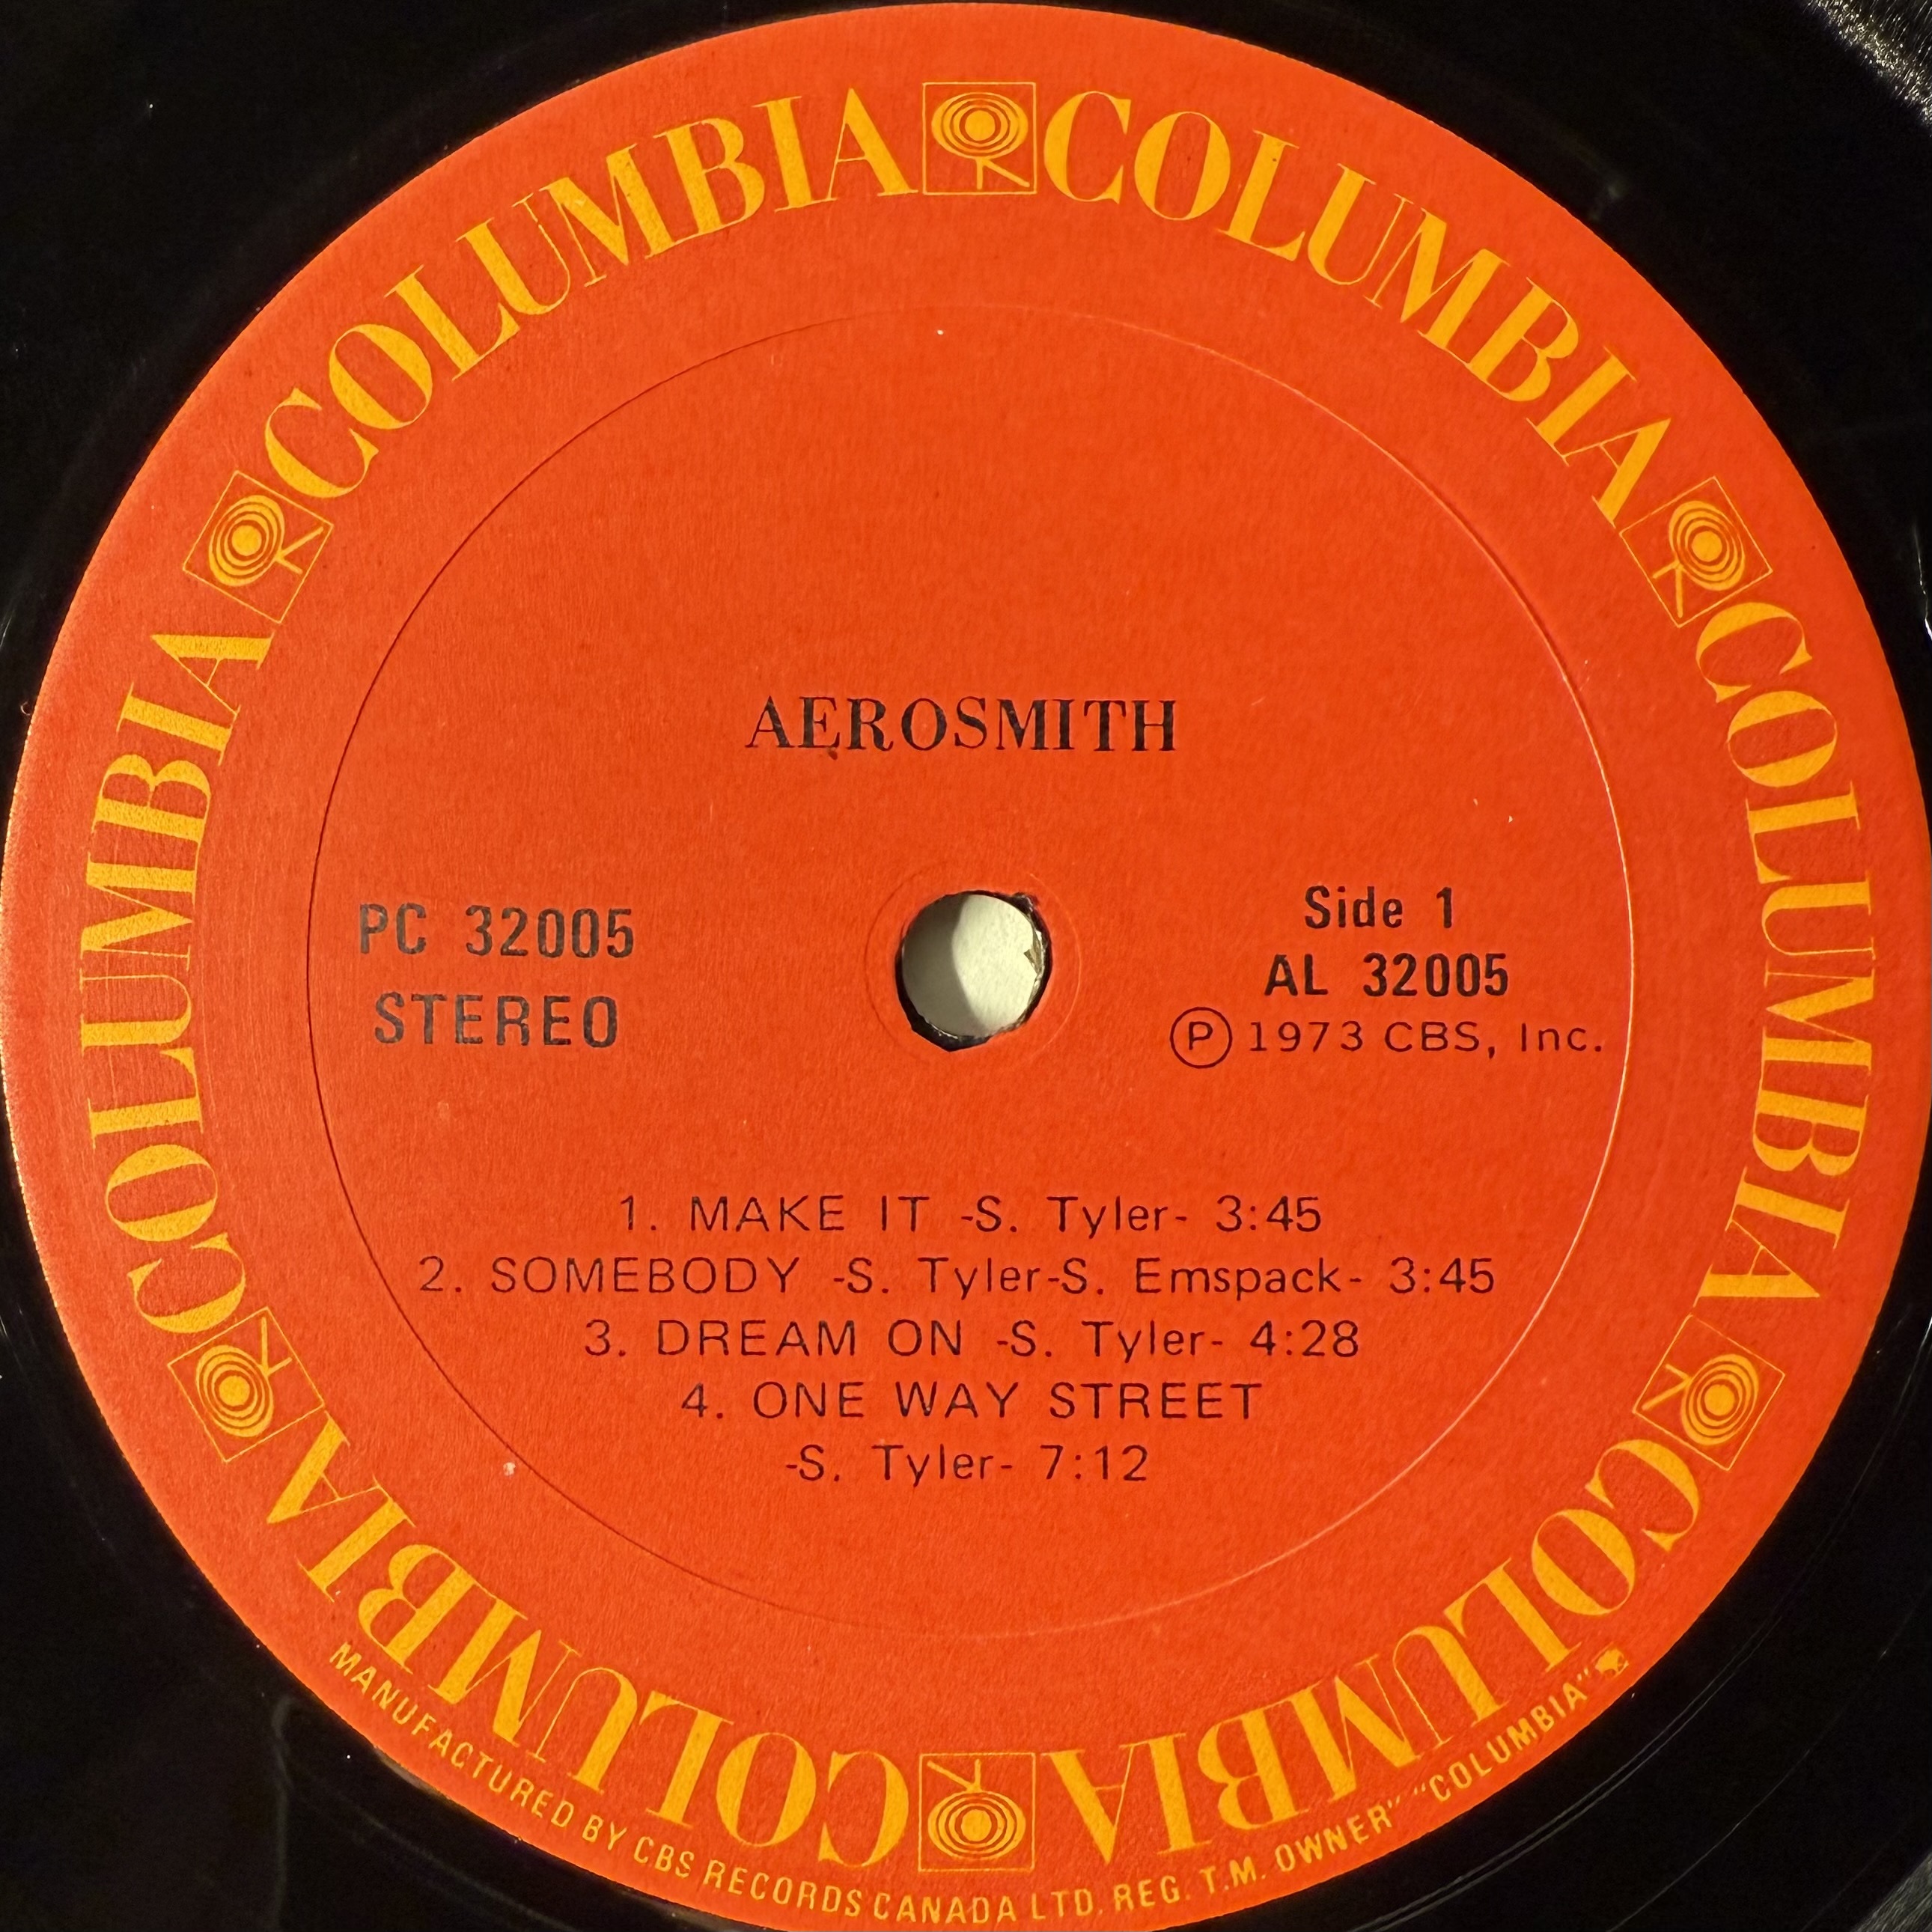 COLUMBIA COLUMBIA COLUMBIA COLUMBIA COLUMBIA COLUMBIA
AEROSMITH
PC 32005
STEREO
Side 1
AL 32005
Ⓟ 1973 CBS, Inc.
1. MAKE IT -S. Tyler- 3:45
2. SOMEBODY -S. Tyler-S. Emspack- 3:45
3. DREAM ON -S. Tyler- 4:28
4. ONE WAY STREET
-S. Tyler- 7:12
MANUFACTURED BY CBS RECORDS CANADA LTD. REG. T.M. OWNER" "COLUMBIA"